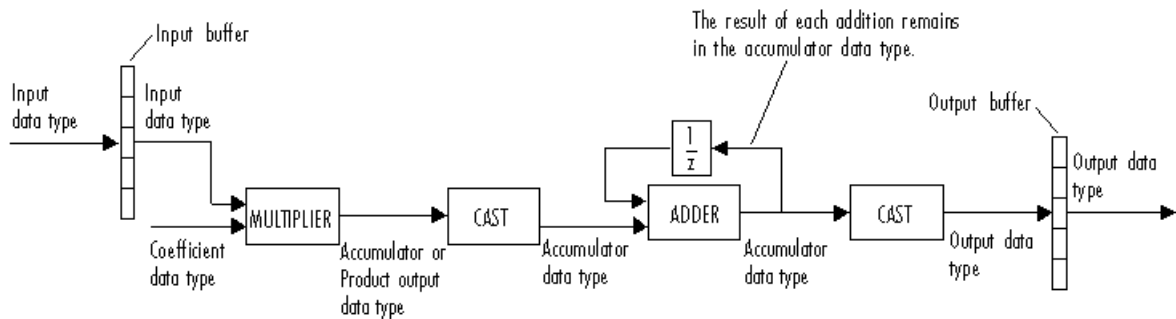 Input buffer
The result of each addition remains
in the accumulator data type.
Input
data type
Input
data type
Output buffer
1
z
Output data
type
MULTIPLIER
CAST
ADDER
CAST
Coefficient
data type
Accumulator or
Product output
data type
Accumulator
data type
Accumulator
data type
Output data
type